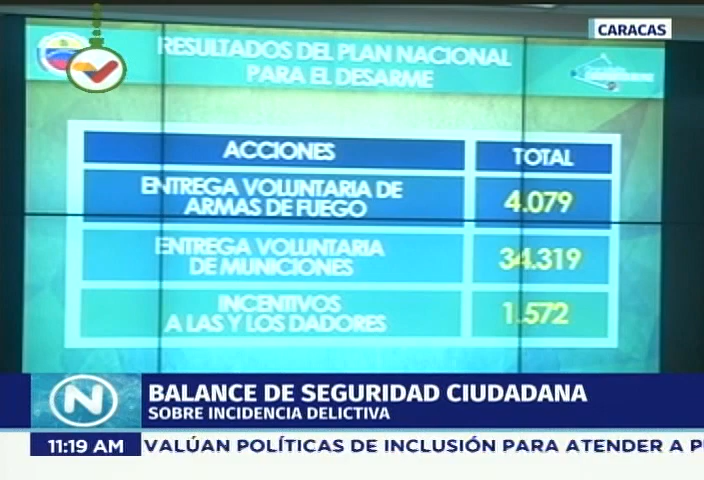 CARACAS
RESULTADOS DEL PLAN NACIONAL
PARA EL DESARME
ACCIONES
TOTAL
ENTREGA VOLUNTARIA DE
ARMAS DE FUEGO
4.079
ENTREGA VOLUNTARIA
DE MUNICIONES
34.319
INCENTIVOS
A LAS Y LOS DADORES
1.572
N
BALANCE DE SEGURIDAD CIUDADANA
SOBRE INCIDENCIA DELICTIVA
11:19 AM
VALÚAN POLÍTICAS DE INCLUSIÓN PARA ATENDER A P